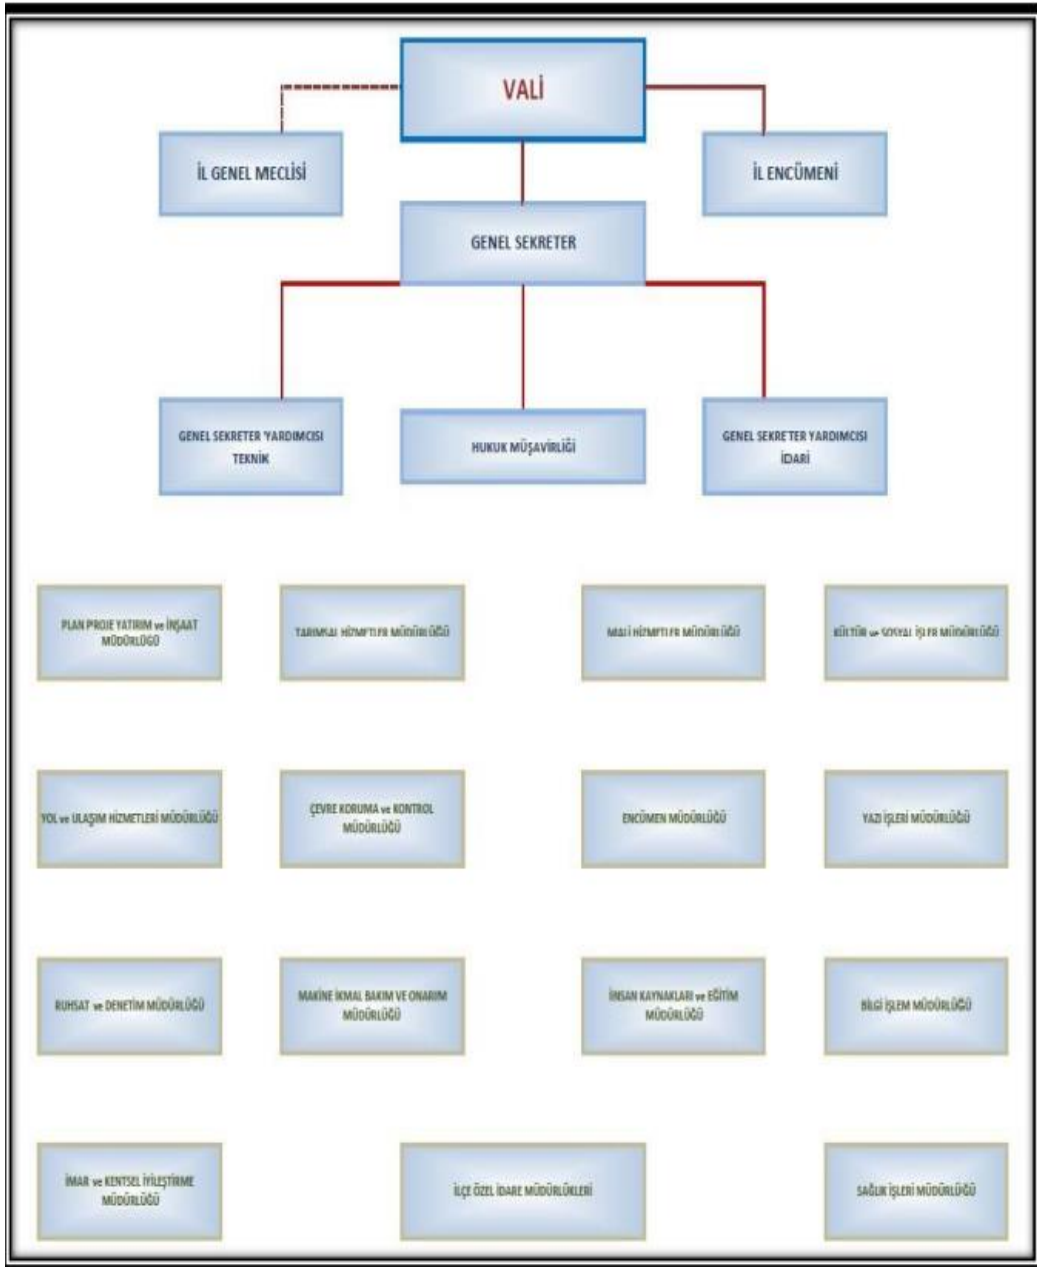 VALİ
İL GENEL MECLİSİ
İL ENCÜMENİ
GENEL SEKRETER
GENEL SEKRETER YARDIMCISI
TEKNİK
HUKUK MÜŞAVİRLİĞİ
GENEL SEKRETER YARDIMCISI
İDARİ
PLAN PROJE YATIRIM ve İNŞAAT
MÜDÜRLÜĞÜ
TARIMSAL HİZMETLER MÜDÜRLÜĞÜ
MALİ HİZMETLER MÜDÜRLÜĞÜ
KÜLTÜR ve SOSYAL İŞLER MÜDÜRLÜĞÜ
YOL ve ULAŞIM HİZMETLERİ MÜDÜRLÜĞÜ
ÇEVRE KORUMA ve KONTROL
MÜDÜRLÜĞÜ
ENCÜMEN MÜDÜRLÜĞÜ
YAZI İŞLERİ MÜDÜRLÜĞÜ
RUHSAT ve DENETİM MÜDÜRLÜĞÜ
MAKİNE İKMAL BAKIM VE ONARIM
MÜDÜRLÜĞÜ
İNSAN KAYNAKLARI ve EĞİTİM
MÜDÜRLÜĞÜ
BİLGİ İŞLEM MÜDÜRLÜĞÜ
İMAR ve KENTSEL İYİLEŞTİRME
MÜDÜRLÜĞÜ
İLÇE ÖZEL İDARE MÜDÜRLÜKLERİ
SAĞLIK İŞLERİ MÜDÜRLÜĞÜ